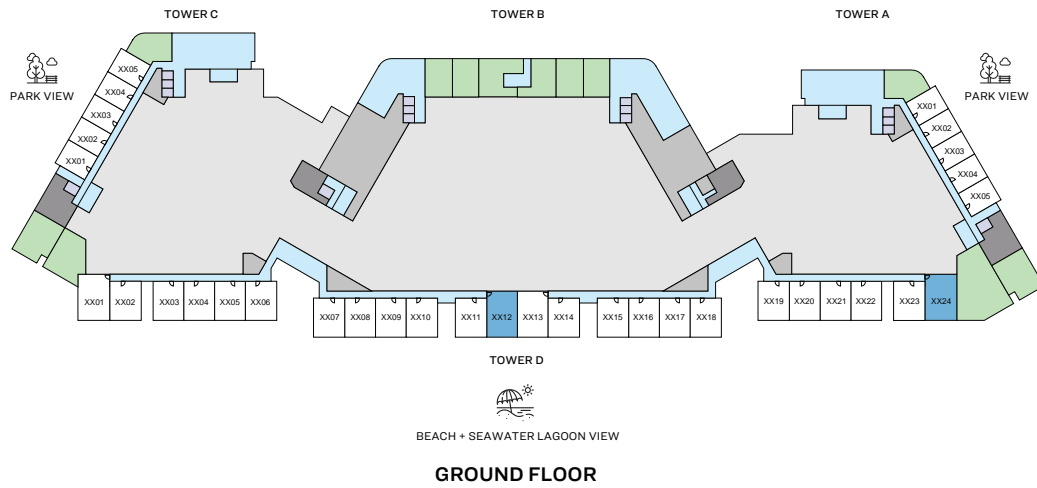 TOWER C
TOWER B
TOWER A
PARK VIEW
PARK VIEW
XX05
XX04
XX03
XX02
XX01
XX01
XX02
XX03
XX04
XX05
XX01
XX02
XX03
XX04
XX05
XX06
XX07
XX08
XX09
XX10
XX11
XX12
XX13
XX14
XX15
XX16
XX17
XX18
XX19
XX20
XX21
XX22
XX23
XX24
TOWER D
BEACH + SEAWATER LAGOON VIEW
GROUND FLOOR